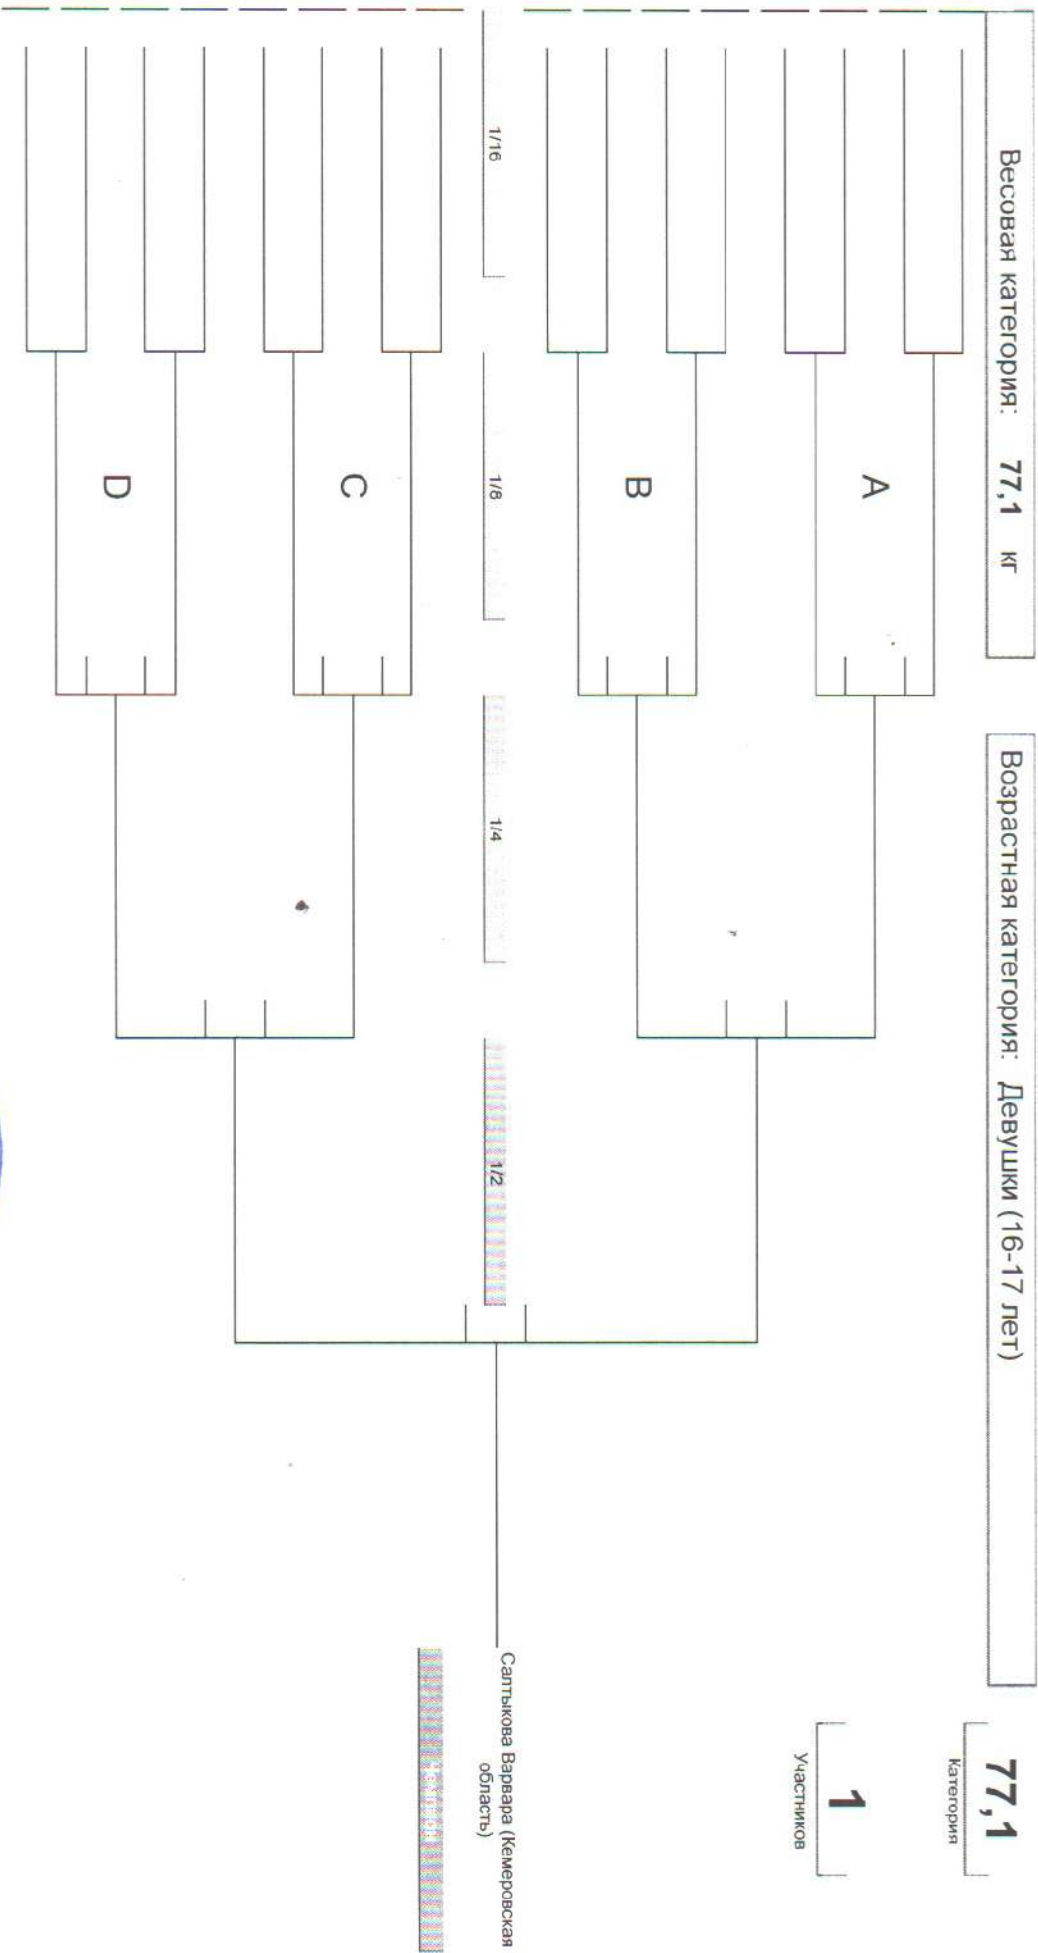 Весовая категория: 77,1 кг
Возрастная категория: Девушки (16-17 лет)
77,1
Категория
1
Участников
A
B
1/16
1/8
1/4
1/2
Салтыкова Варвара (Кемеровская
область)
C
D